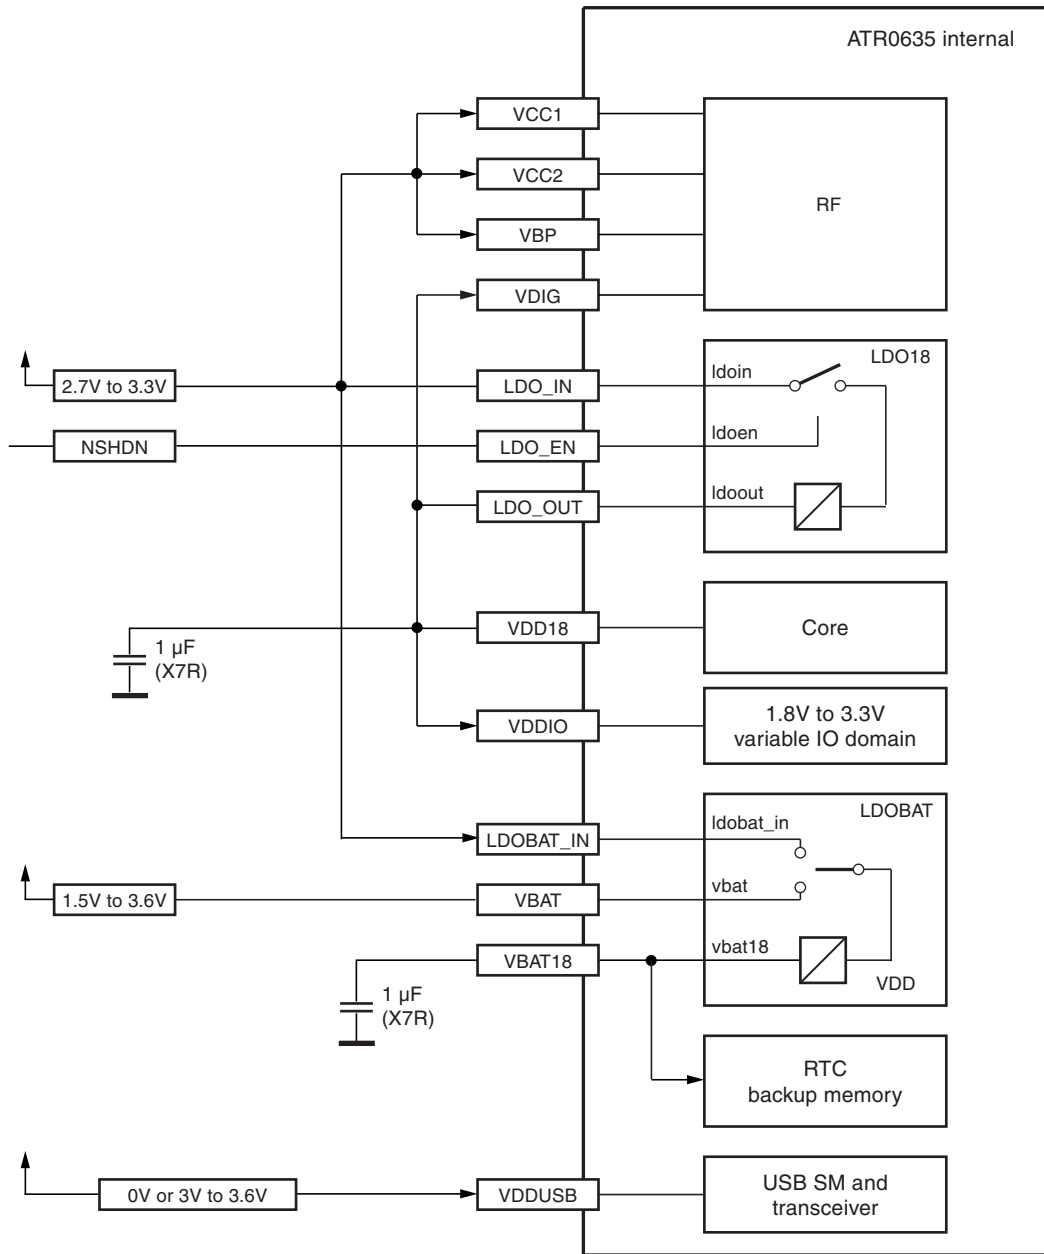 ATR0635 internal
VCC1
VCC2
RF
VBP
VDIG
LDO18
2.7V to 3.3V
LDO_IN
ldoin
NSHDN
LDO_EN
ldoen
LDO_OUT
ldoout
VDD18
Core
1 µF
(X7R)
VDDIO
1.8V to 3.3V
variable IO domain
LDOBAT
LDOBAT_IN
ldobat_in
1.5V to 3.6V
VBAT
vbat
VBAT18
vbat18
VDD
1 µF
(X7R)
RTC
backup memory
0V or 3V to 3.6V
VDDUSB
USB SM and
transceiver